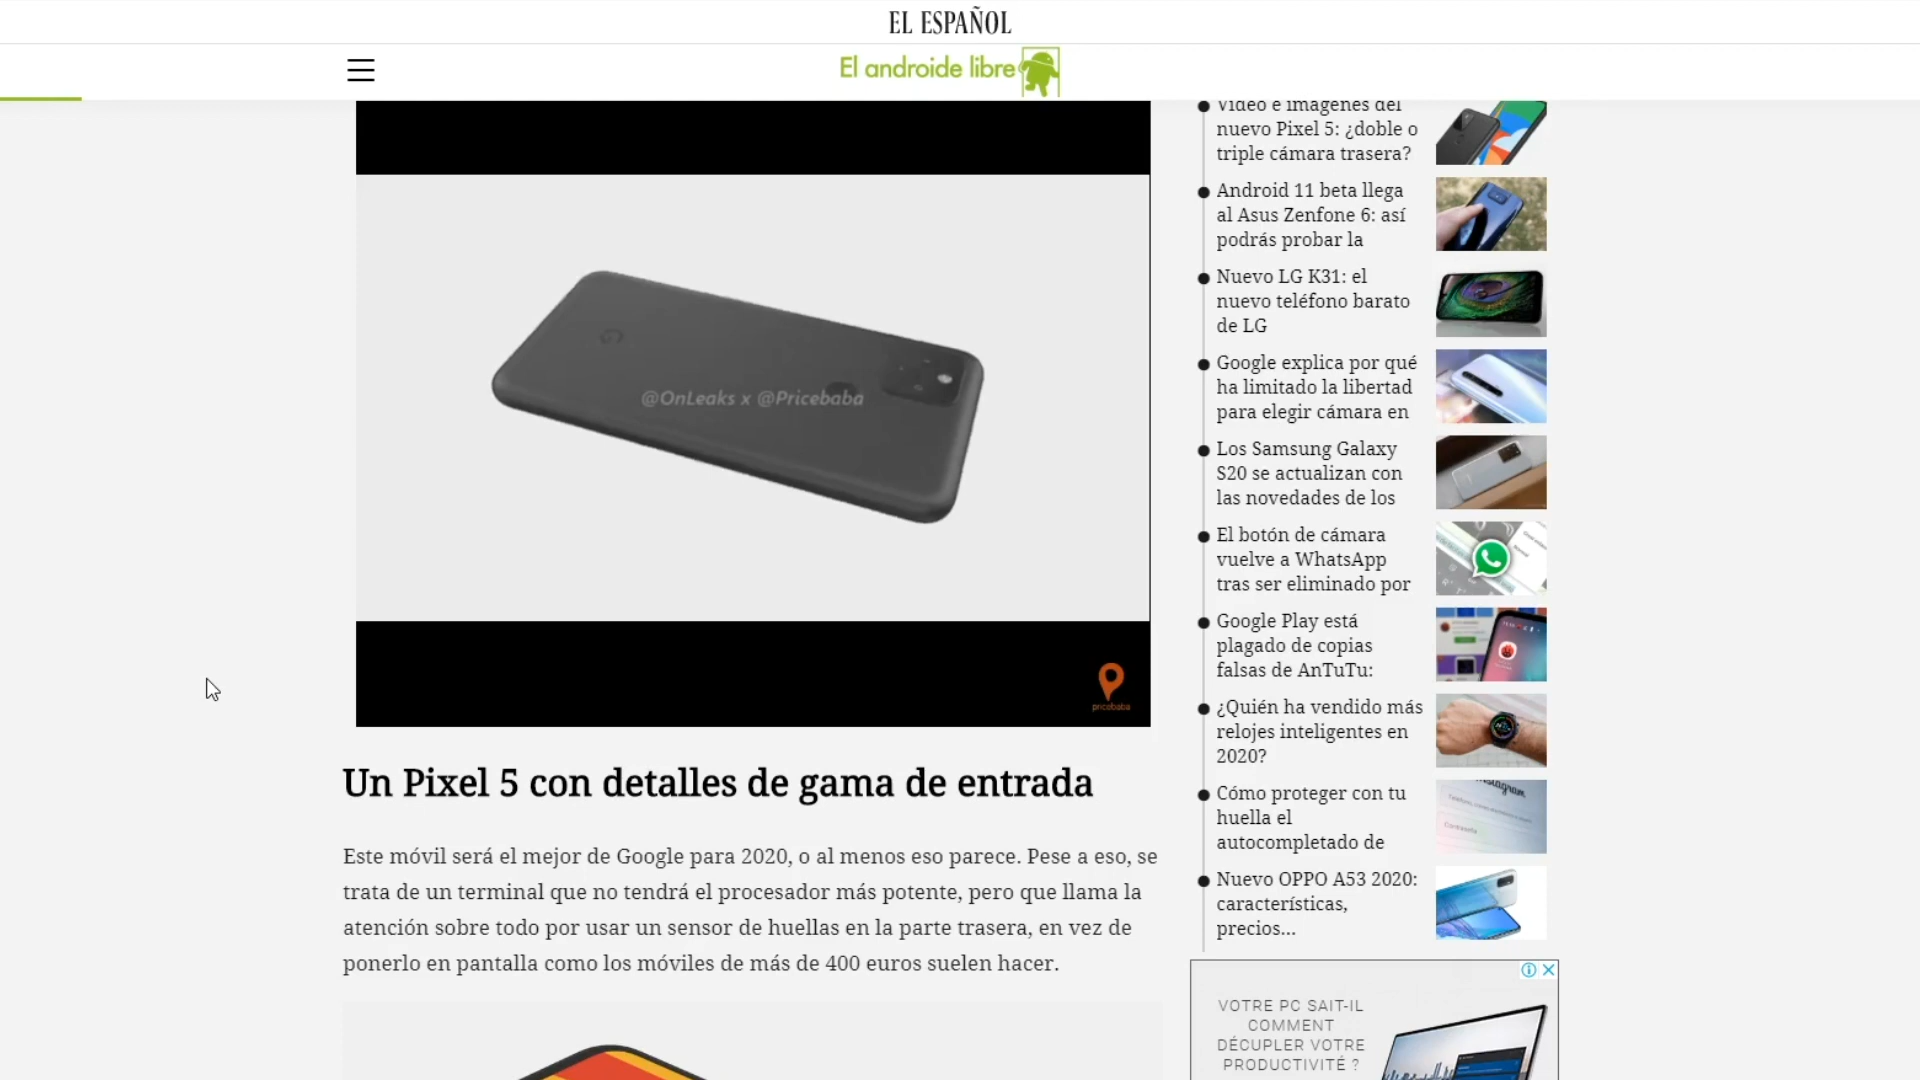 EL ESPAÑOL
El androide libre
@OnLeaks x @Pricebaba
pricebaba
Un Pixel 5 con detalles de gama de entrada
Este móvil será el mejor de Google para 2020, o al menos eso parece. Pese a eso, se
trata de un terminal que no tendrá el procesador más potente, pero que llama la
atención sobre todo por usar un sensor de huellas en la parte trasera, en vez de
ponerlo en pantalla como los móviles de más de 400 euros suelen hacer.
Vídeo e imágenes del
nuevo Pixel 5: ¿doble o
triple cámara trasera?
Android 11 beta llega
al Asus Zenfone 6: así
podrás probar la
Nuevo LG K31: el
nuevo teléfono barato
de LG
Google explica por qué
ha limitado la libertad
para elegir cámara en
Los Samsung Galaxy
S20 se actualizan con
las novedades de los
El botón de cámara
vuelve a WhatsApp
tras ser eliminado por
Google Play está
plagado de copias
falsas de AnTuTu:
¿Quién ha vendido más
relojes inteligentes en
2020?
Cómo proteger con tu
huella el
autocompletado de
Instagram
Contraseña
Nuevo OPPO A53 2020:
características,
precios...
VOTRE PC SAIT-IL
COMMENT
DÉCUPLER VOTRE
PRODUCTIVITÉ ?